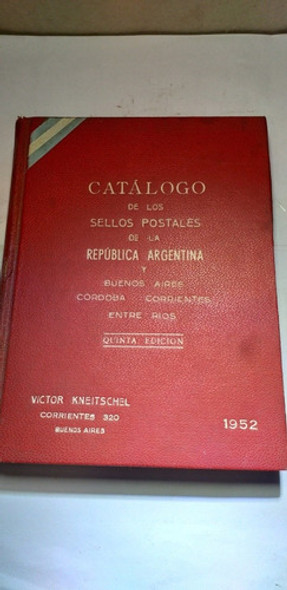 CATÁLOGO
DE LOS
SELLOS POSTALES
DE LA
REPÚBLICA ARGENTINA
Y
BUENOS AIRES
CORDOBA CORRIENTES
ENTRE RIOS
QUINTA EDICION
VICTOR KNEITSCHEL
CORRIENTES 320
BUENOS AIRES
1952